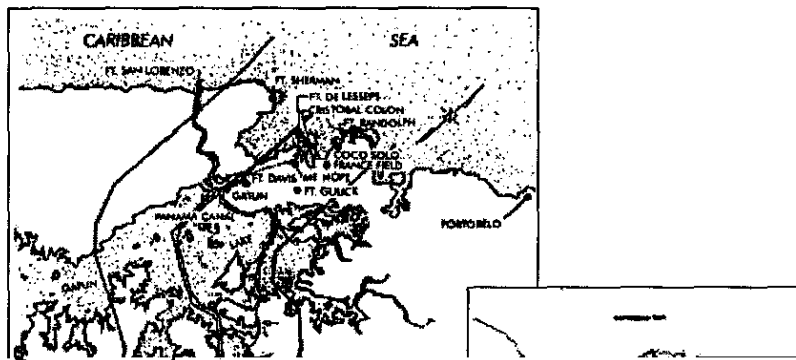 CARIBBEAN SEA
FT. SAN LORENZO
FT. SHERMAN
FT. DE LESSEPS
CRISTOBAL COLON
FT. RANDOLPH
COCO SOLO
FRANCE FIELD
FT. DAVIS MT. HOPE
GATUN
FT. GULICK
PANAMA CANAL
PORTOBELO
LAKE
GATUN